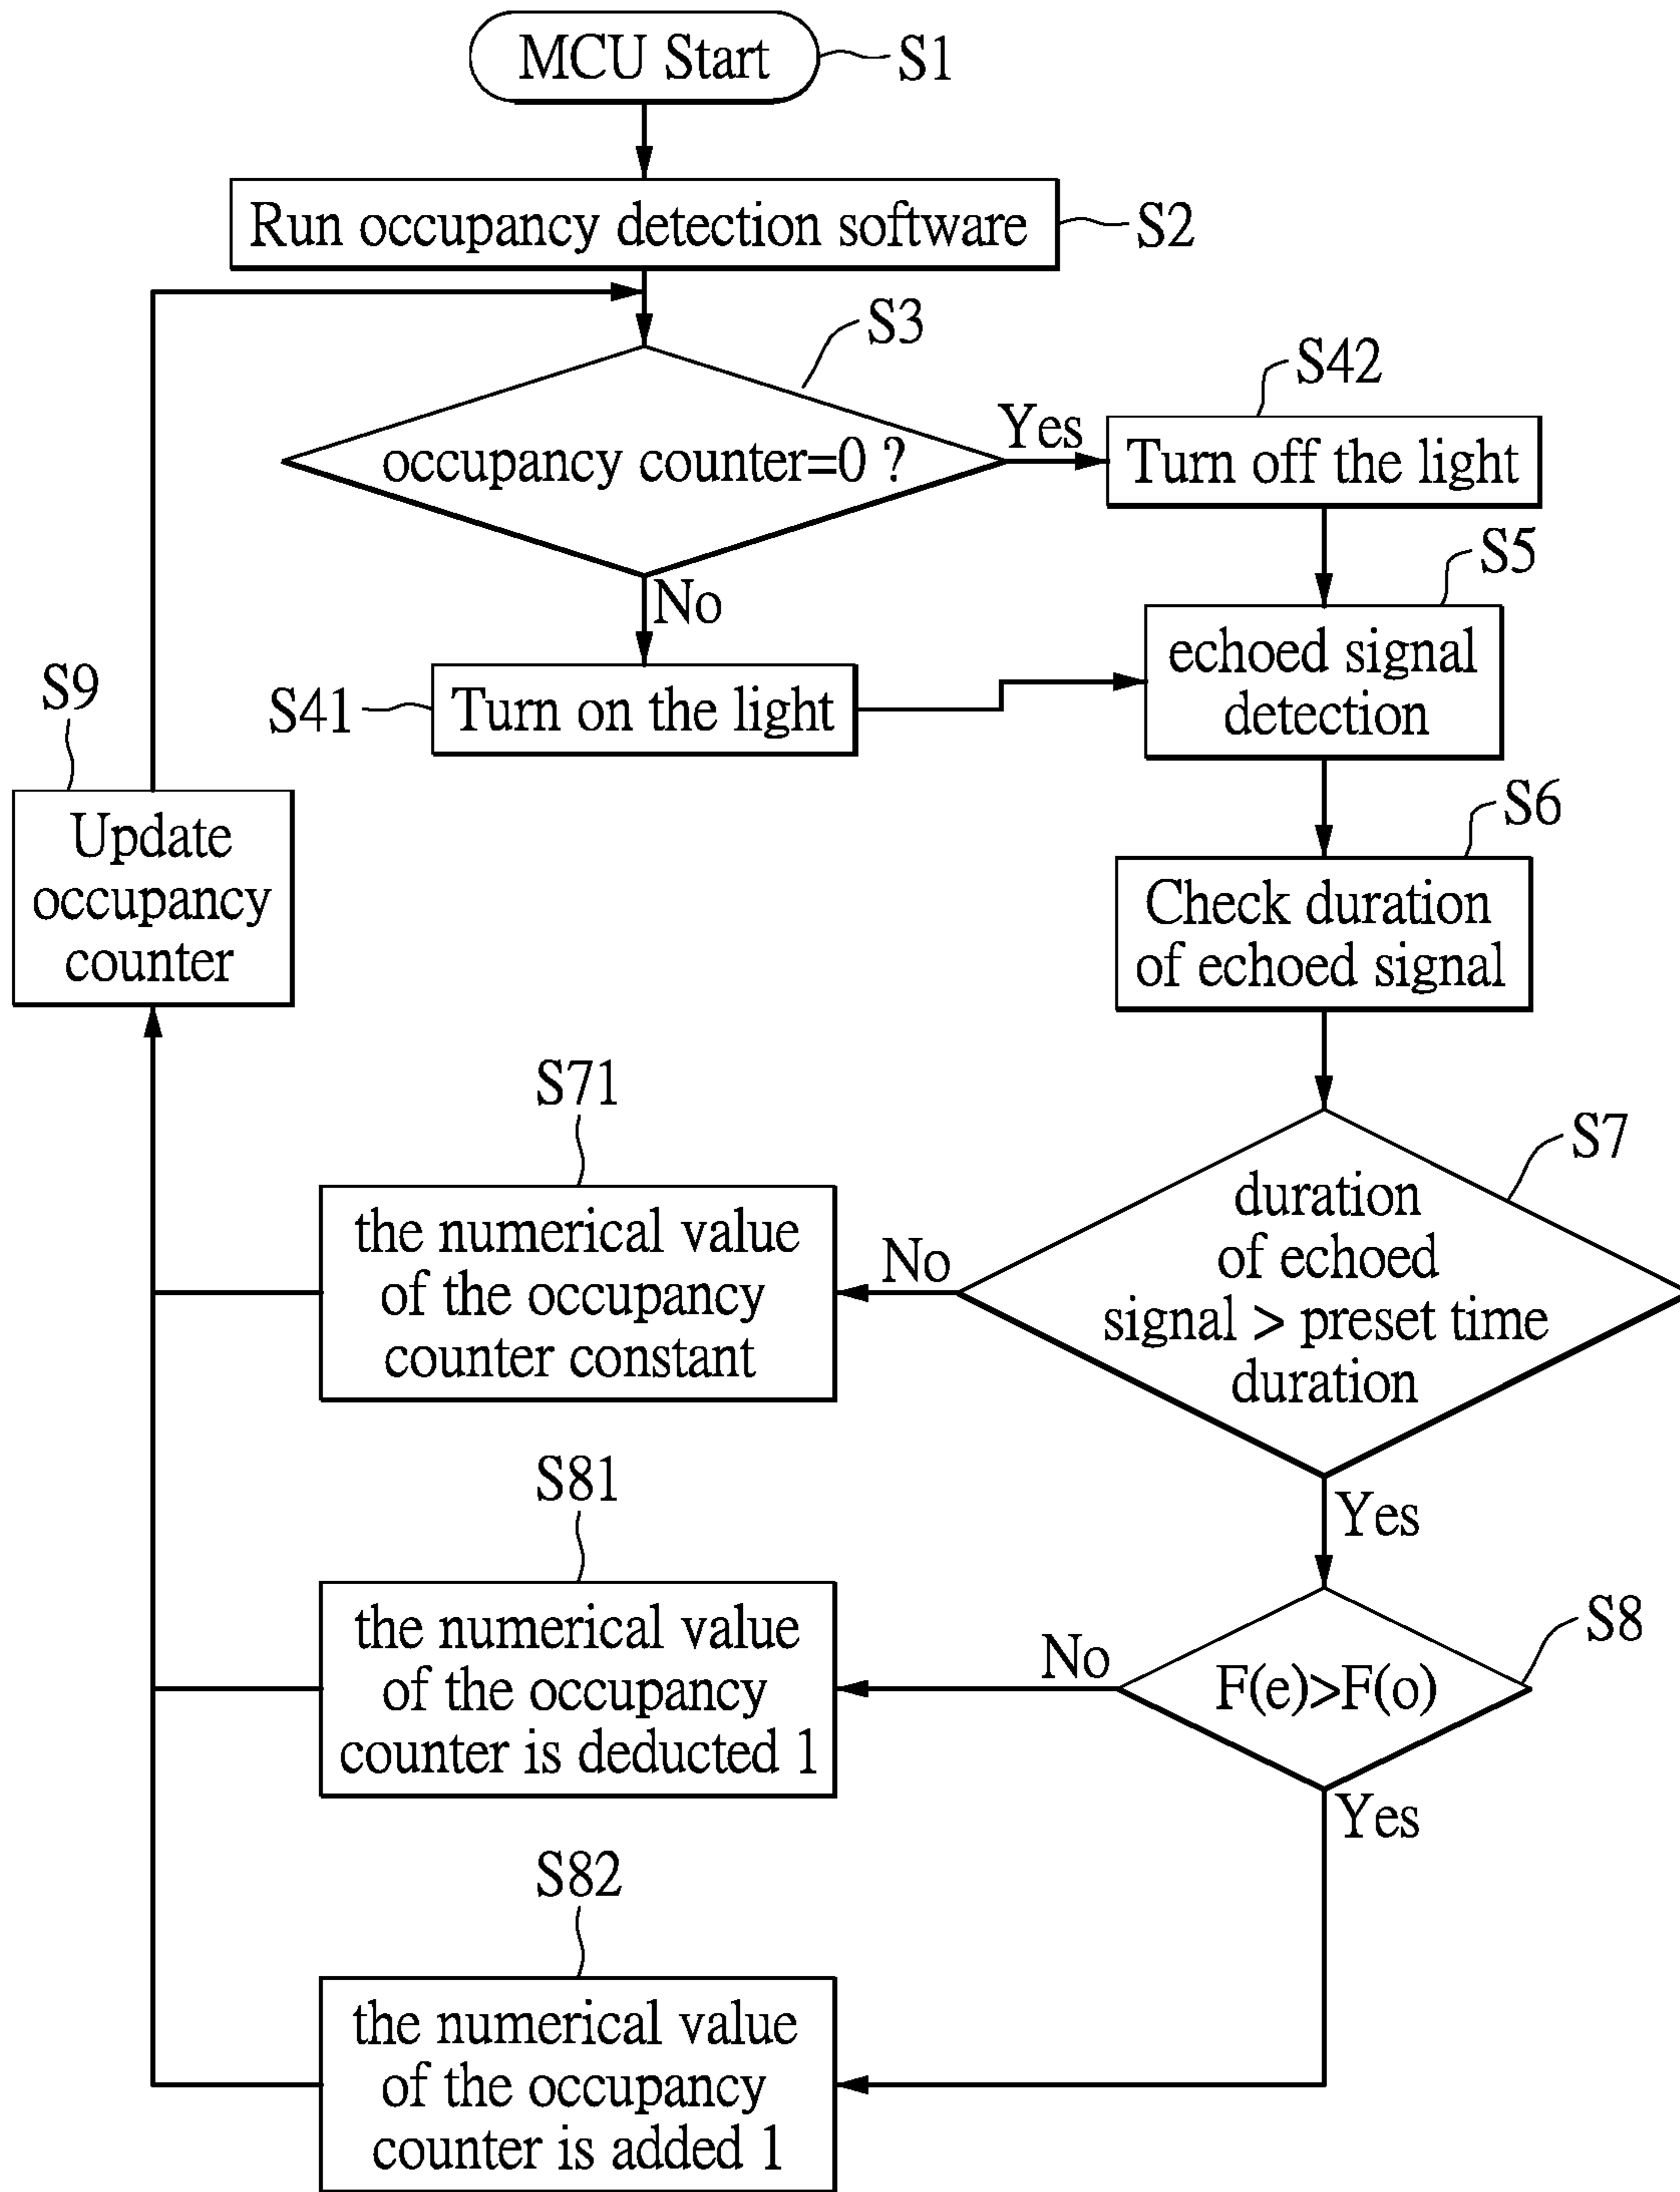 MCU Start
S1
Run occupancy detection software
S2
S3
occupancy counter=0 ?
Yes
S42
Turn off the light
No
S41
Turn on the light
S5
echoed signal
detection
S9
Update
occupancy
counter
S6
Check duration
of echoed signal
S7
duration
of echoed
signal > preset time
duration
No
S71
the numerical value
of the occupancy
counter constant
Yes
S8
F(e)>F(o)
No
S81
the numerical value
of the occupancy
counter is deducted 1
Yes
S82
the numerical value
of the occupancy
counter is added 1